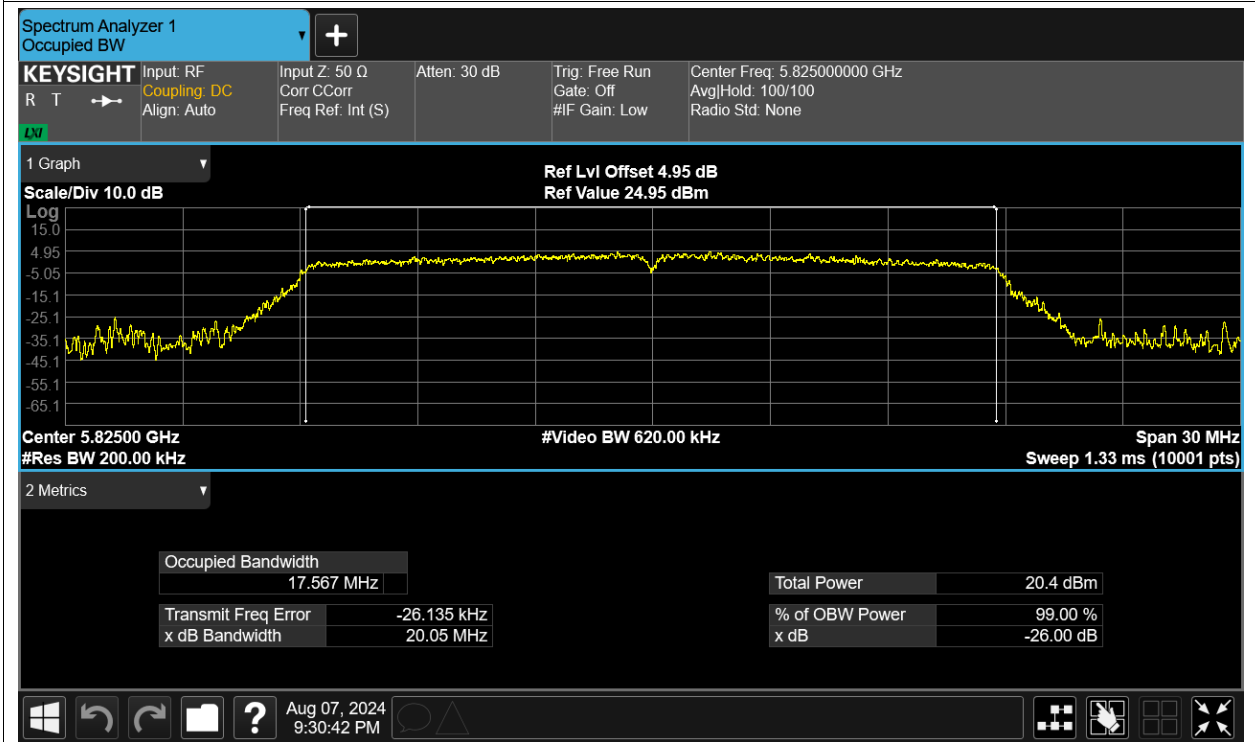 Spectrum Analyzer 1
Occupied BW
KEYSIGHT
R T
LXI
Input: RF
Coupling: DC
Align: Auto
Input Z: 50 Ω
Corr CCorr
Freq Ref: Int (S)
Atten: 30 dB
Trig: Free Run
Gate: Off
#IF Gain: Low
Center Freq: 5.825000000 GHz
Avg|Hold: 100/100
Radio Std: None
1 Graph
Scale/Div 10.0 dB
Ref Lvl Offset 4.95 dB
Ref Value 24.95 dBm
Log
15.0
4.95
-5.05
-15.1
-25.1
-35.1
-45.1
-55.1
-65.1
Center 5.82500 GHz
#Res BW 200.00 kHz
#Video BW 620.00 kHz
Span 30 MHz
Sweep 1.33 ms (10001 pts)
2 Metrics
Occupied Bandwidth
17.567 MHz
Transmit Freq Error -26.135 kHz
x dB Bandwidth 20.05 MHz
Total Power 20.4 dBm
% of OBW Power 99.00 %
x dB -26.00 dB
?
Aug 07, 2024
9:30:42 PM